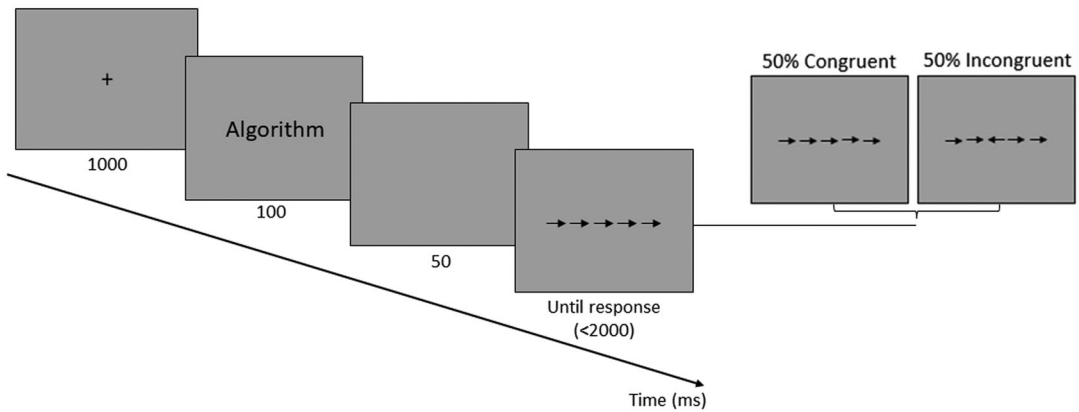 +
1000
Algorithm
100
50
Until response
(<2000)
Time (ms)
50% Congruent
50% Incongruent